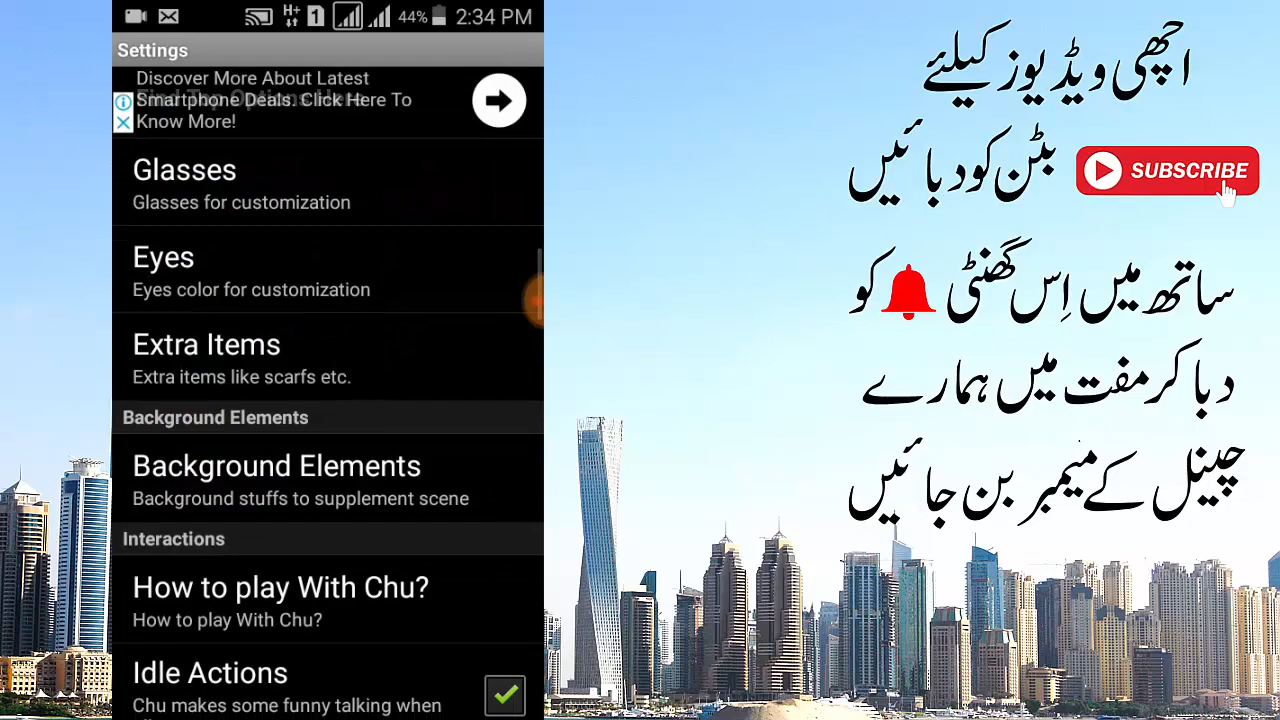 44% 2:34 PM
Settings
Discover More About Latest
Smartphone Deals. Click Here To
Know More!
Glasses
Glasses for customization
Eyes
Eyes color for customization
Extra Items
Extra items like scarfs etc.
Background Elements
Background Elements
Background stuffs to supplement scene
Interactions
How to play With Chu?
How to play With Chu?
Idle Actions
Chu makes some funny talking when
اچھی ویڈیوز کیلئے
بٹن کو دبائیں
SUBSCRIBE
ساتھ میں اِس گھنٹی کو
دبا کر مفت میں ہمارے
چینل کے میمبر بن جائیں